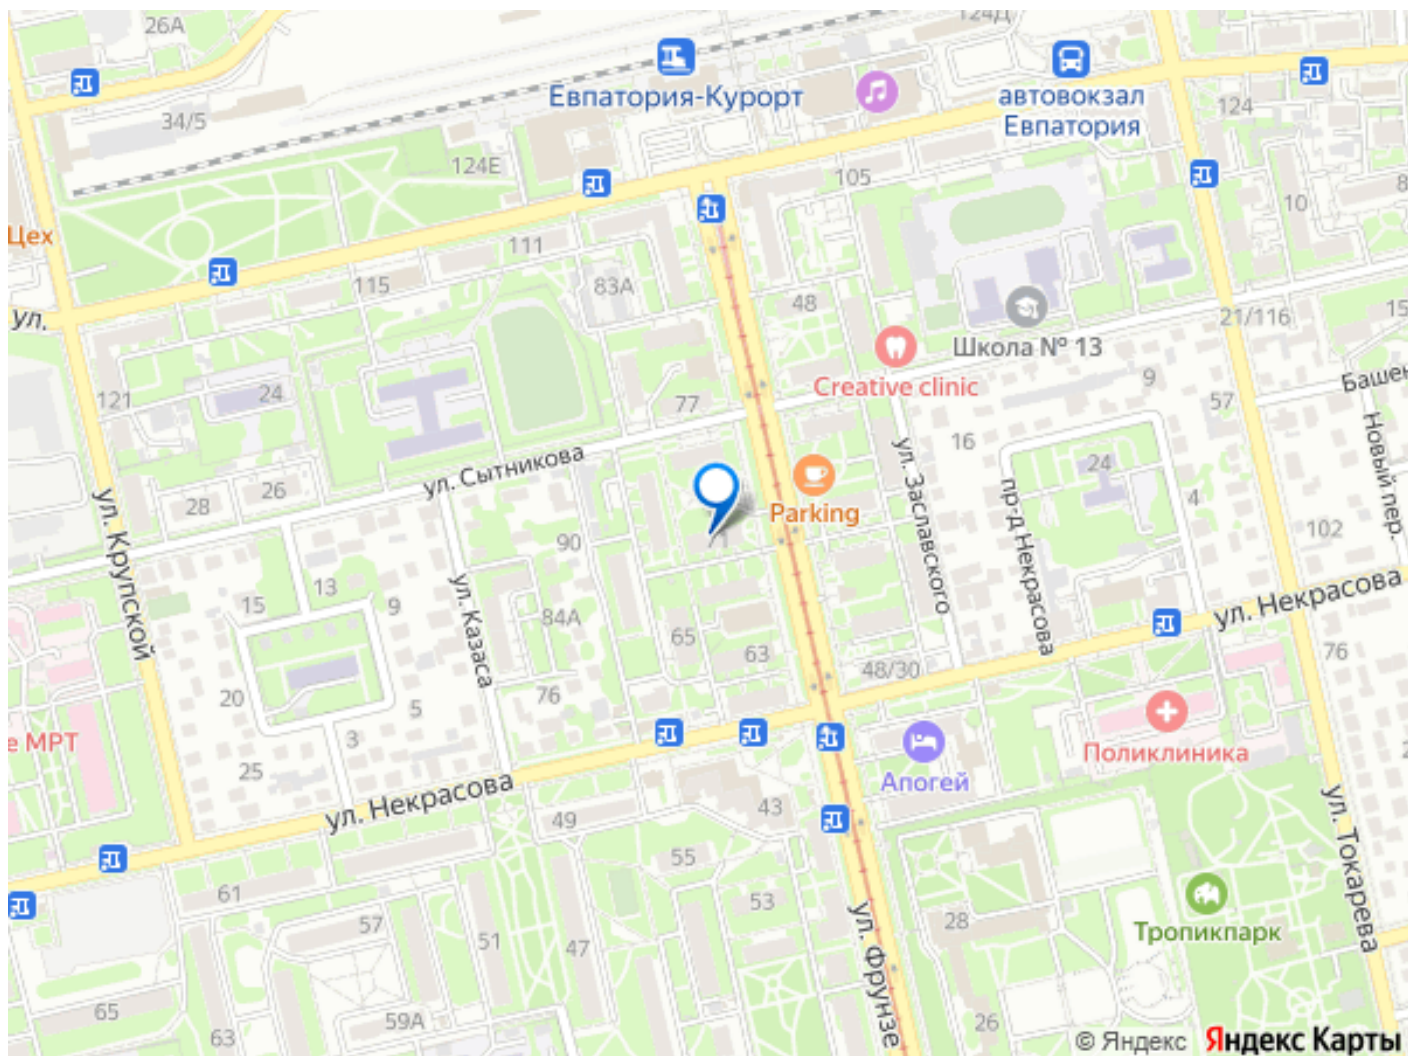 26А
124Д
Евпатория-Курорт
автовокзал
Евпатория
124
34/5
124Е
105
10
Цех
111
115
83А
48
ул.
Школа № 13
21/116
15
Creative clinic
9
Башен
121
24
77
57
Новый пер.
16
ул. Сытникова
ул. Заславского
24
пр-д Некрасова
4
28
26
Parking
ул. Крупской
90
102
13
15
9
ул. Казаса
84А
65
63
48/30
ул. Некрасова
76
20
5
76
3
е МРТ
25
Поликлиника
Апогей
ул. Некрасова
49
43
ул. Токарева
55
61
57
51
47
53
ул. Фрунзе
28
Тропикпарк
65
63
59А
26
© Яндекс Яндекс Карты